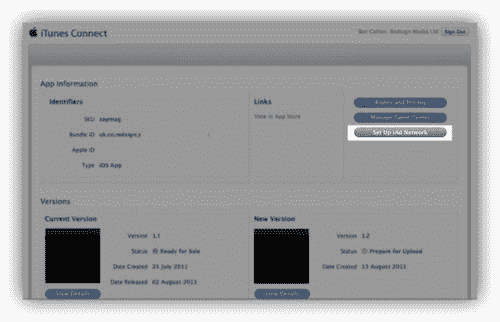 iTunes Connect
Ben Collier, Redsign Media Ltd Sign Out
App Information
Identifiers
SKU zapmag
Bundle ID uk.co.redsign.z
Apple ID
Type iOS App
Links
View in App Store
Rights and Pricing
Manage Game Center
Set Up iAd Network
Versions
Current Version
Version 1.1
Status Ready for Sale
Date Created 25 July 2011
Date Released 02 August 2011
View Details
New Version
Version 1.2
Status Prepare for Upload
Date Created 13 August 2011
View Details